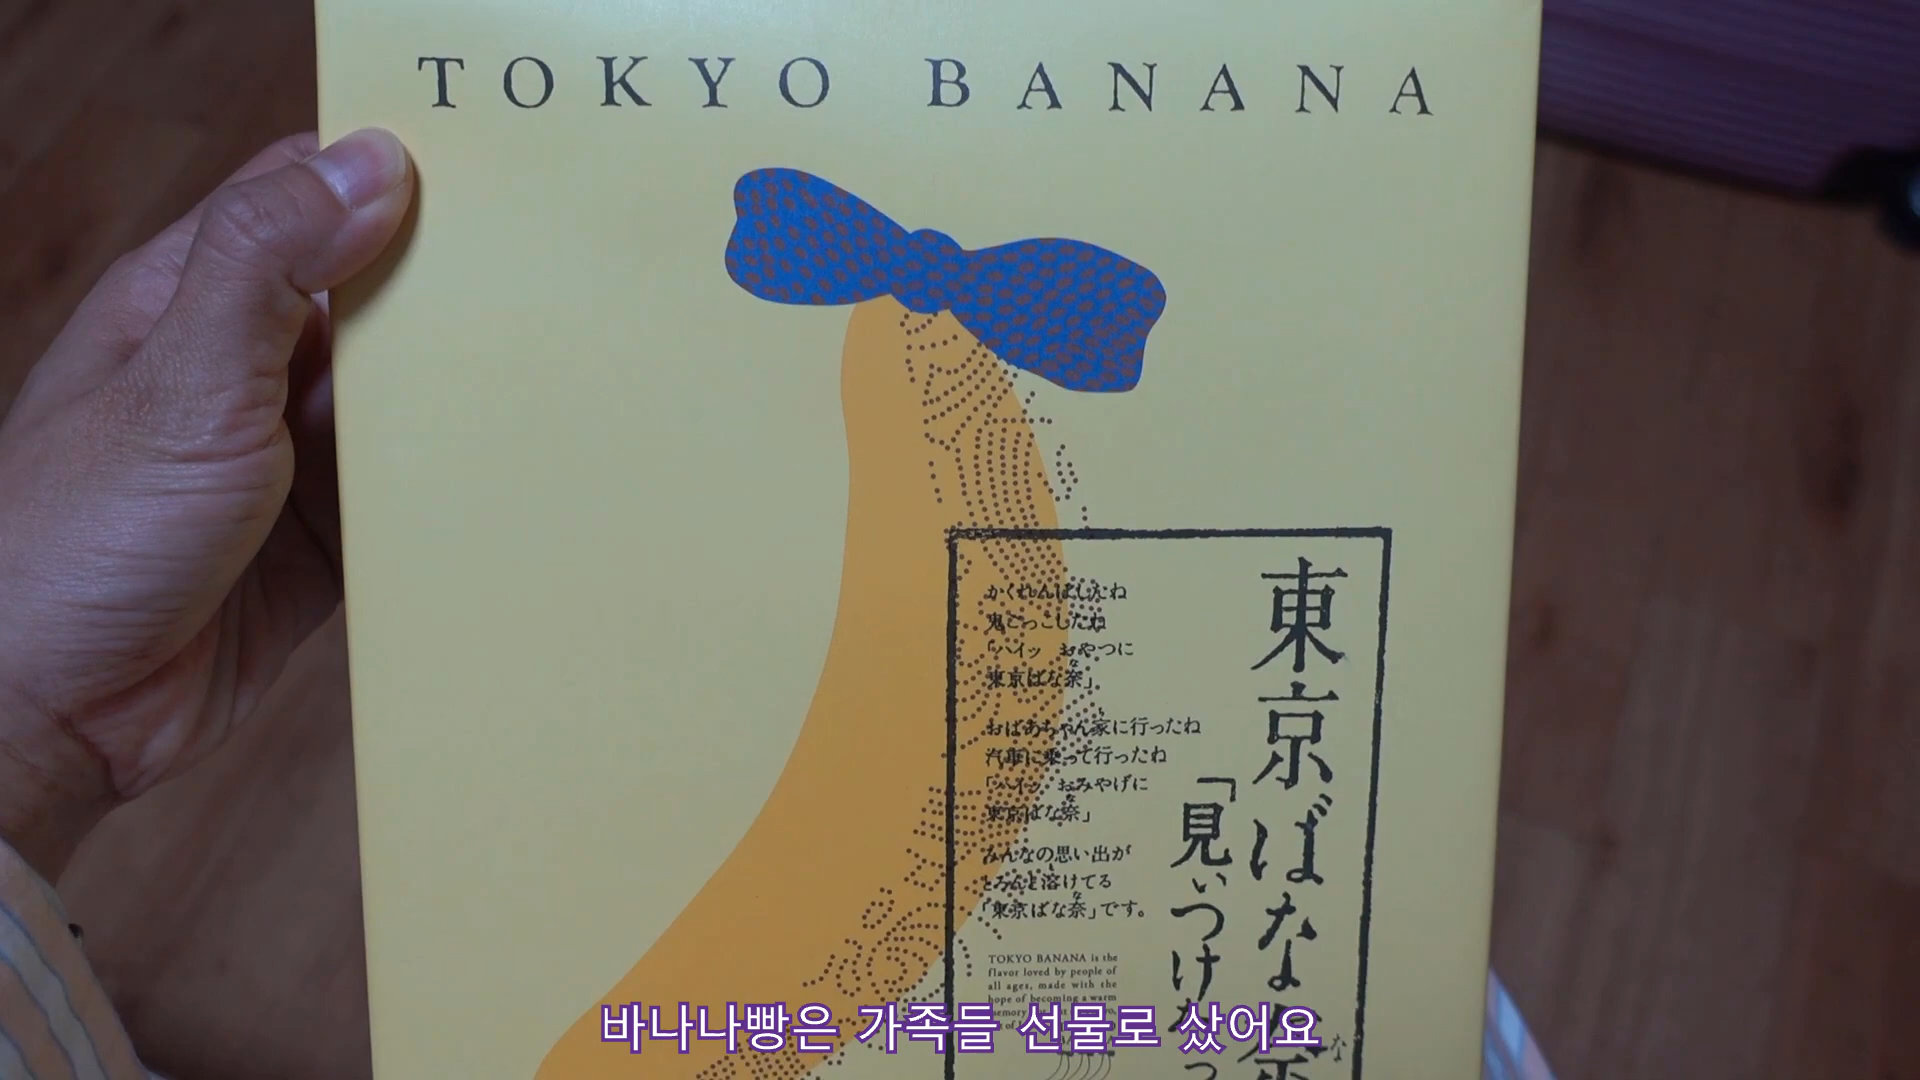 TOKYO BANANA
東京ばな奈
「見ぃつけたっ
かくれんぼしたね
鬼ごっこしたね
「ハイッ おやつに
東京ばな奈」
おばあちゃん家に行ったね
汽車に乗って行ったね
「ハイッ おみやげに
東京ばな奈」
みんなの思い出が
とろんと溶けてる
「東京ばな奈」です。
TOKYO BANANA is the
flavor loved by people of
all ages, made with the
hope of becoming a warm
바나나빵은 가족들 선물로 샀어요